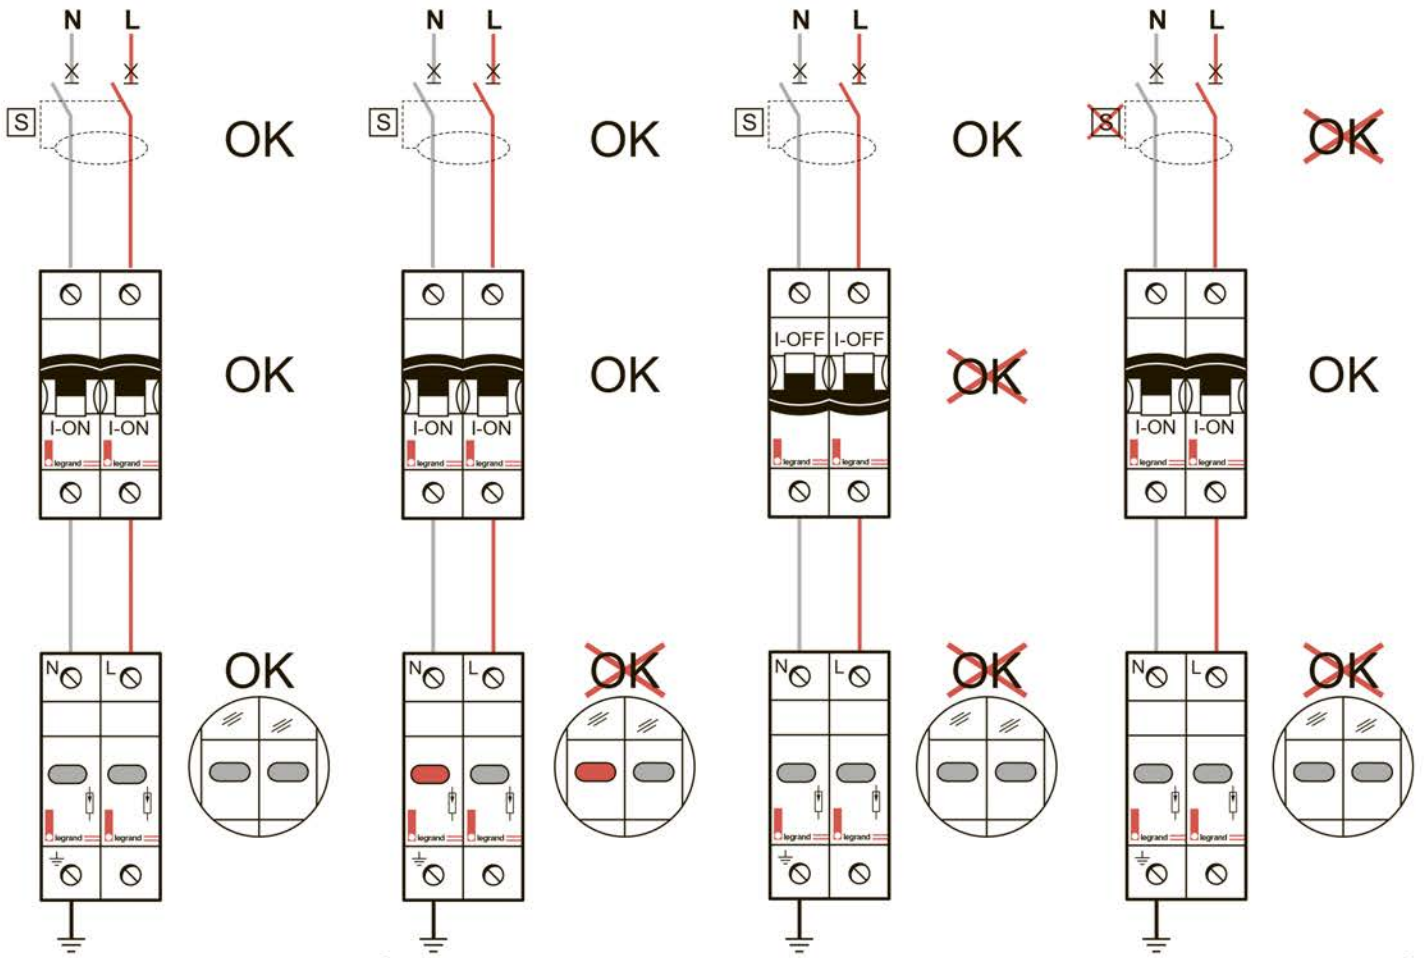 N L N L N L N L
S OK S OK S OK S OK
I-OFF I-OFF
OK OK OK OK
I-ON I-ON I-ON I-ON I-ON I-ON
legrand legrand legrand legrand legrand legrand legrand legrand
N L OK N L OK N L OK N L OK
legrand legrand legrand legrand legrand legrand legrand legrand